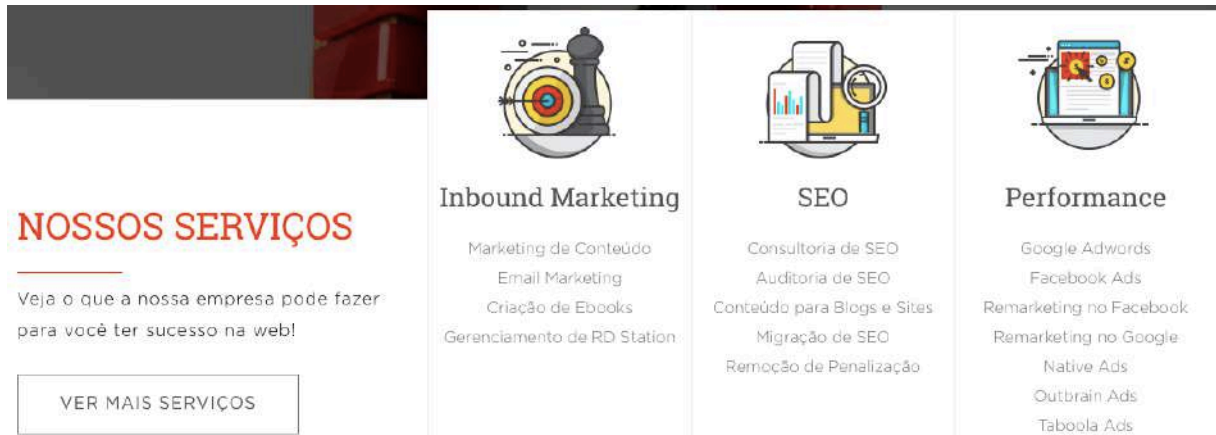 NOSSOS SERVIÇOS
Veja o que a nossa empresa pode fazer
para você ter sucesso na web!
VER MAIS SERVIÇOS
Inbound Marketing
Marketing de Conteúdo
Email Marketing
Criação de Ebooks
Gerenciamento de RD Station
SEO
Consultoria de SEO
Auditoria de SEO
Conteúdo para Blogs e Sites
Migração de SEO
Remoção de Penalização
Performance
Google Adwords
Facebook Ads
Remarketing no Facebook
Remarketing no Google
Native Ads
Outbrain Ads
Taboola Ads